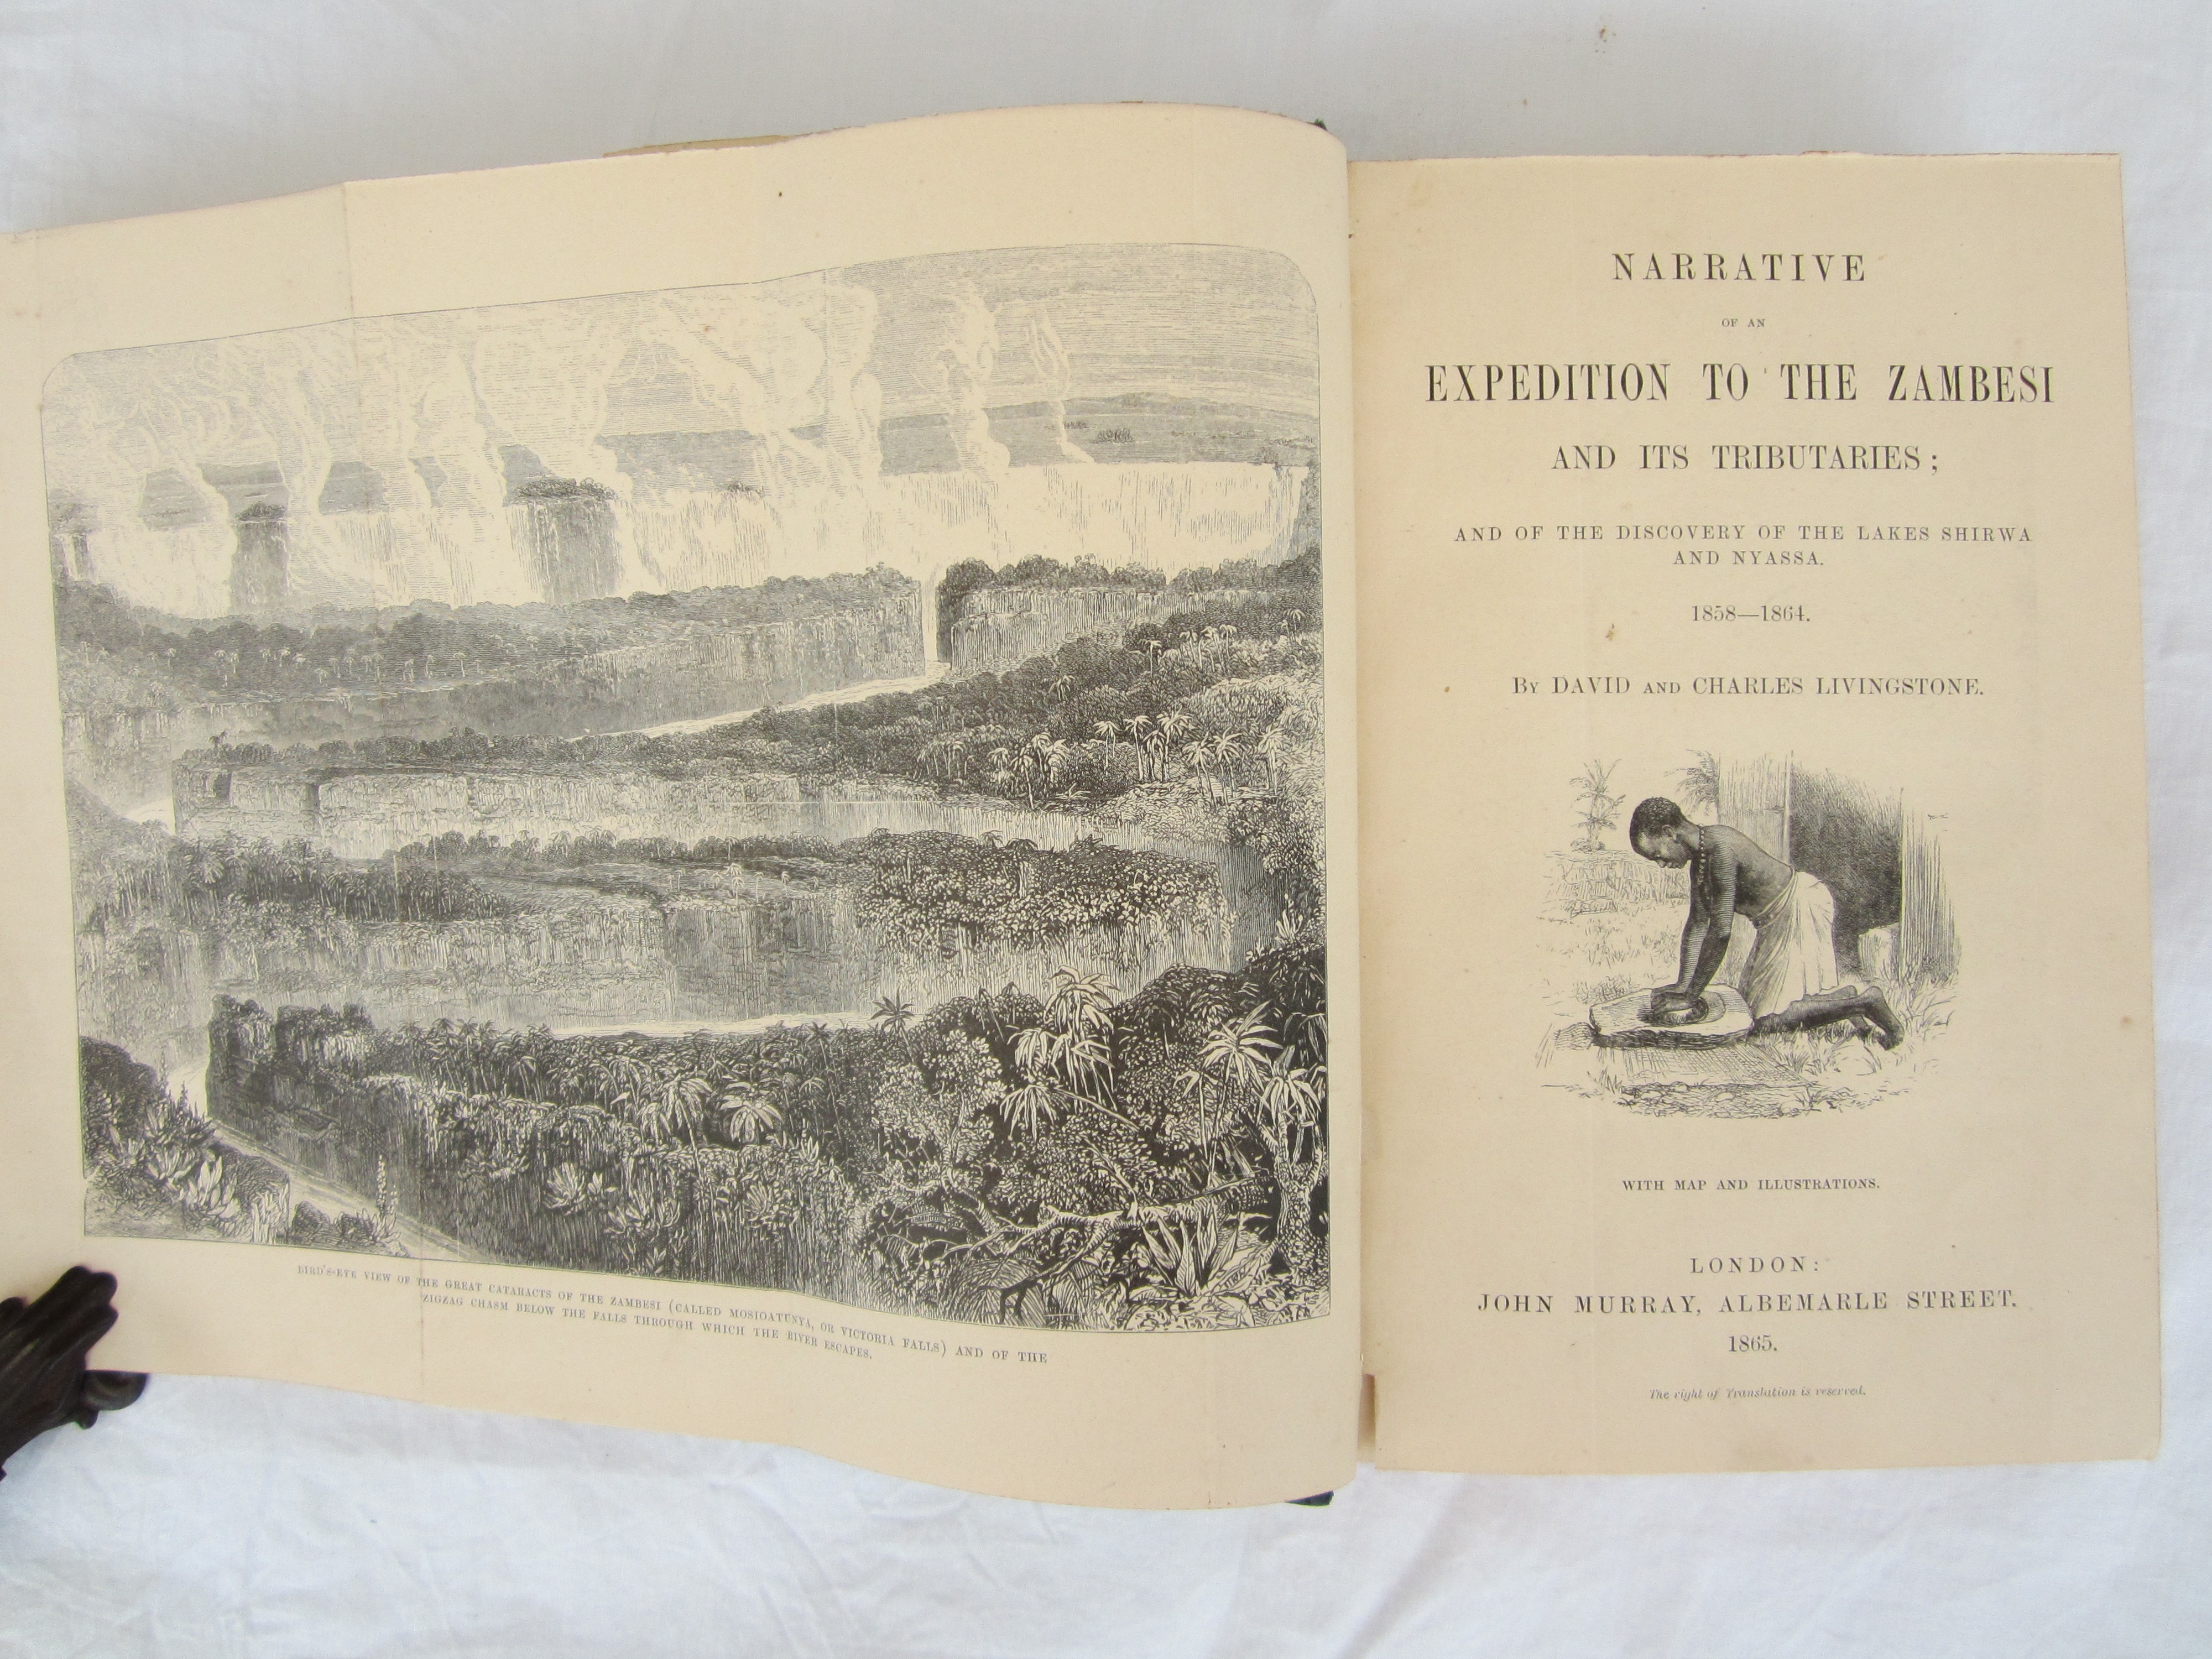 BIRD'S-EYE VIEW OF THE GREAT CATARACTS OF THE ZAMBESI (CALLED MOSIOATUNYA, OR VICTORIA FALLS) AND OF THE
ZIGZAG CHASM BELOW THE FALLS THROUGH WHICH THE RIVER ESCAPES.
NARRATIVE
OF AN
EXPEDITION TO THE ZAMBESI
AND ITS TRIBUTARIES;
AND OF THE DISCOVERY OF THE LAKES SHIRWA
AND NYASSA.
1858—1864.
BY DAVID AND CHARLES LIVINGSTONE.
WITH MAP AND ILLUSTRATIONS.
LONDON:
JOHN MURRAY, ALBEMARLE STREET.
1865.
The right of Translation is reserved.